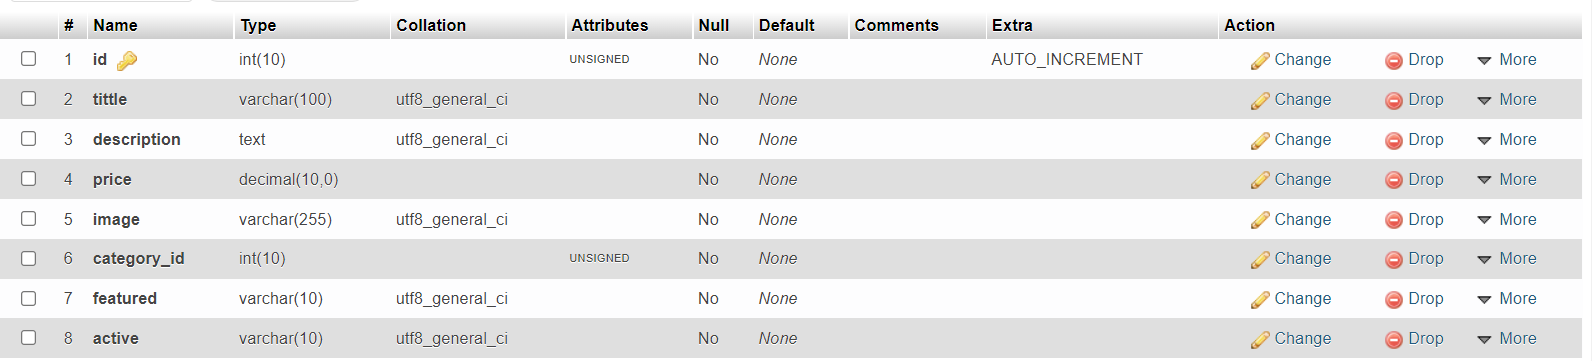 # Name Type Collation Attributes Null Default Comments Extra Action
1 id int(10) UNSIGNED No None AUTO_INCREMENT Change Drop More
2 tittle varchar(100) utf8_general_ci No None Change Drop More
3 description text utf8_general_ci No None Change Drop More
4 price decimal(10,0) No None Change Drop More
5 image varchar(255) utf8_general_ci No None Change Drop More
6 category_id int(10) UNSIGNED No None Change Drop More
7 featured varchar(10) utf8_general_ci No None Change Drop More
8 active varchar(10) utf8_general_ci No None Change Drop More